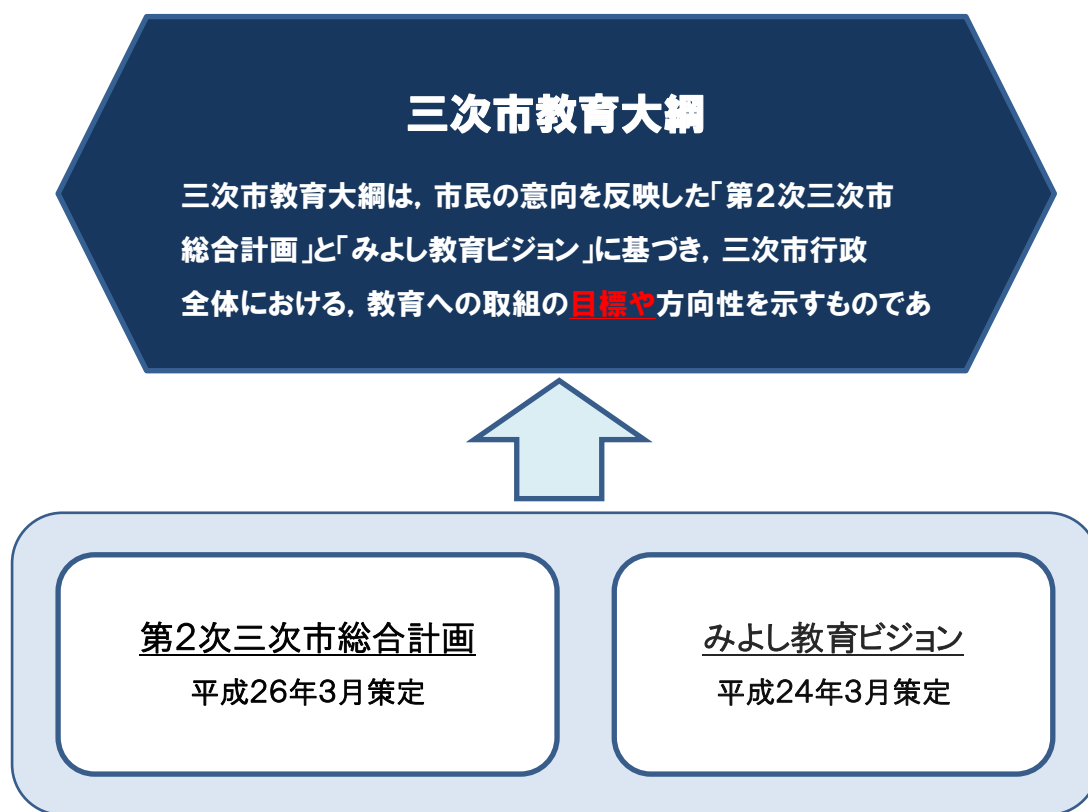 三次市教育大綱
三次市教育大綱は，市民の意向を反映した「第２次三次市
総合計画」と「みよし教育ビジョン」に基づき，三次市行政
全体における，教育への取組の目標や方向性を示すものであ
第２次三次市総合計画
平成２６年３月策定
みよし教育ビジョン
平成２４年３月策定